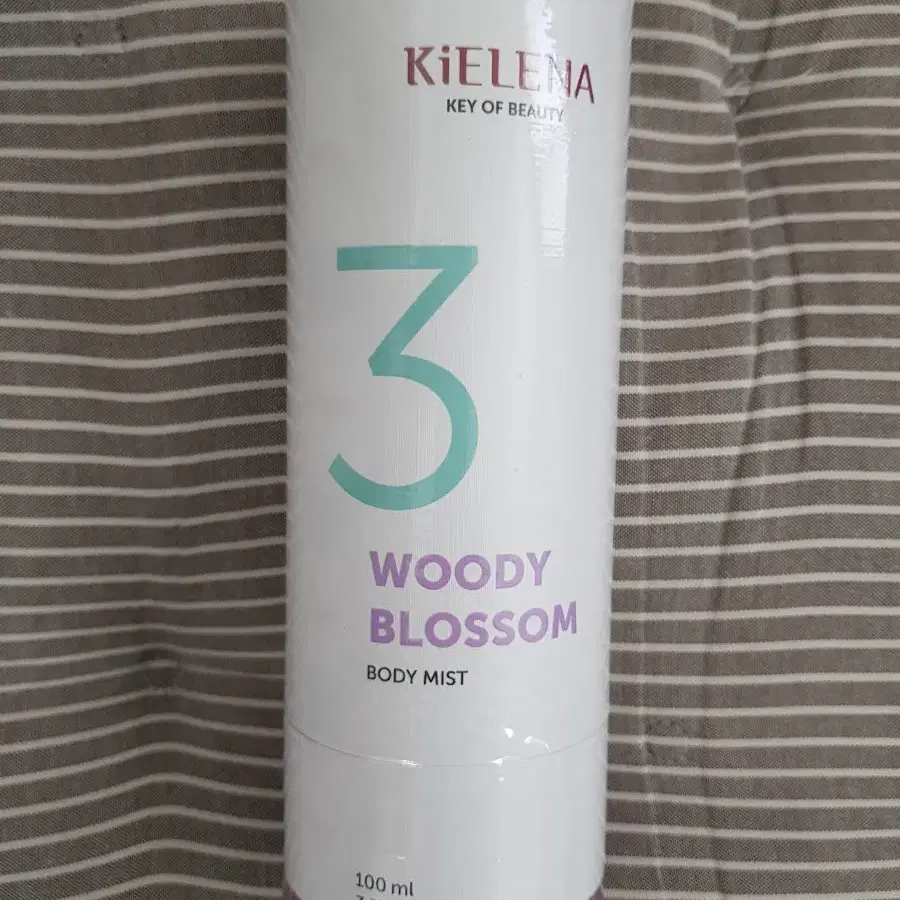 KiELENA
KEY OF BEAUTY
3
WOODY
BLOSSOM
BODY MIST
100 ml